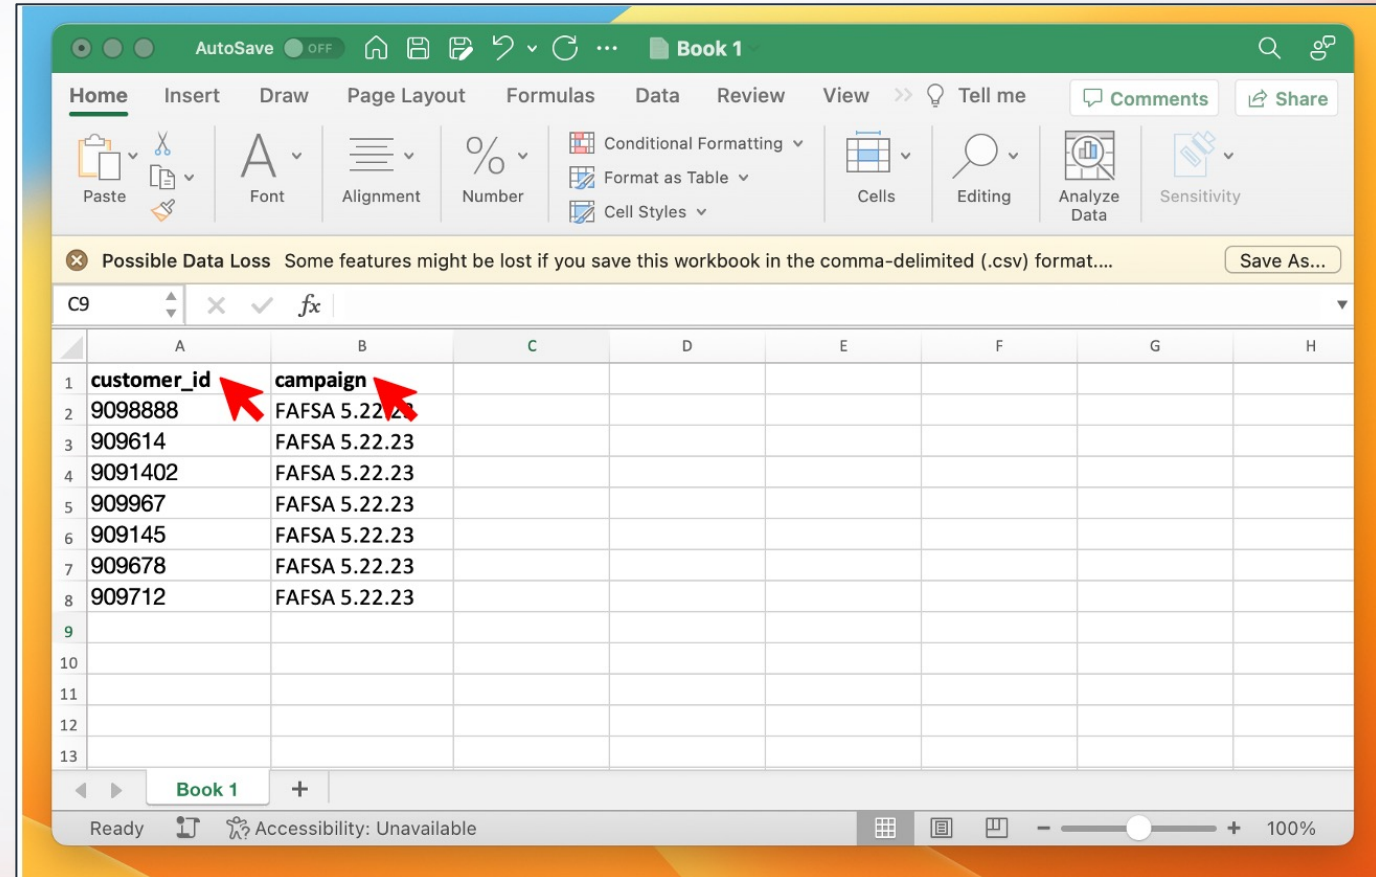 AutoSave OFF Book 1
Home Insert Draw Page Layout Formulas Data Review View >> Tell me Comments Share
Paste Font Alignment Number Conditional Formatting Format as Table Cell Styles Cells Editing Analyze Data Sensitivity
Possible Data Loss Some features might be lost if you save this workbook in the comma-delimited (.csv) format.... Save As...
C9 fx
A B C D E F G H
1 customer_id campaign
2 9098888 FAFSA 5.22.23
3 909614 FAFSA 5.22.23
4 9091402 FAFSA 5.22.23
5 909967 FAFSA 5.22.23
6 909145 FAFSA 5.22.23
7 909678 FAFSA 5.22.23
8 909712 FAFSA 5.22.23
9
10
11
12
13
Book 1 +
Ready Accessibility: Unavailable - + 100%